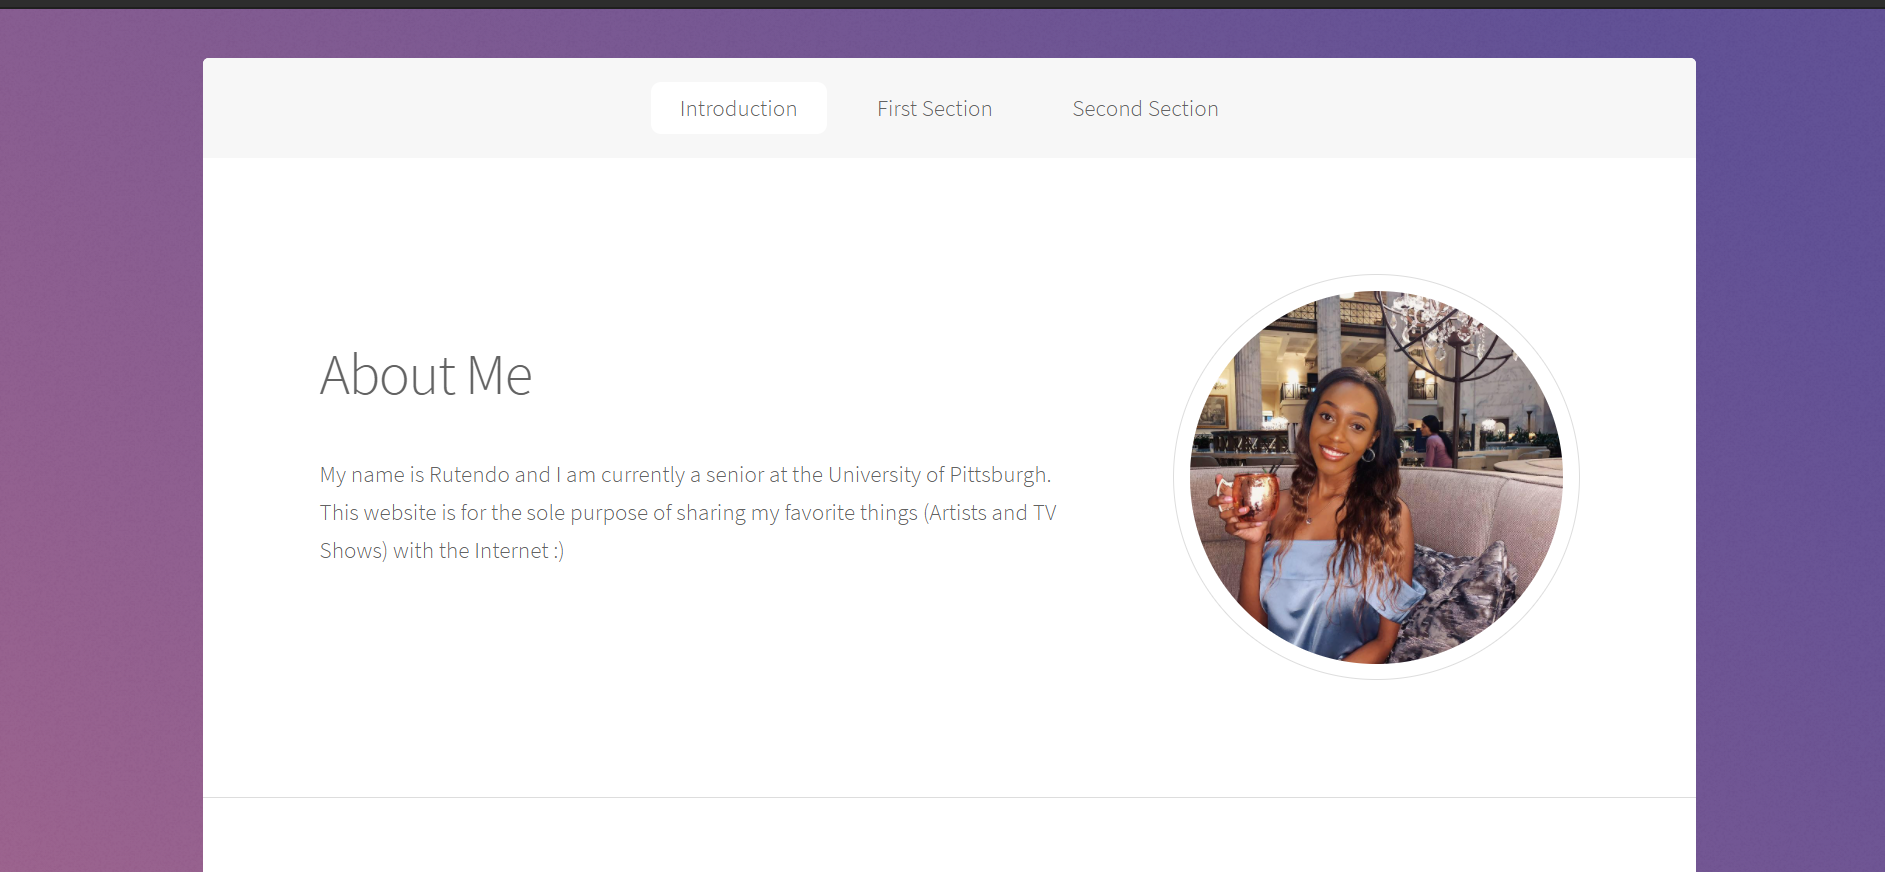 Introduction
First Section
Second Section
About Me
My name is Rutendo and I am currently a senior at the University of Pittsburgh.
This website is for the sole purpose of sharing my favorite things (Artists and TV
Shows) with the Internet :)